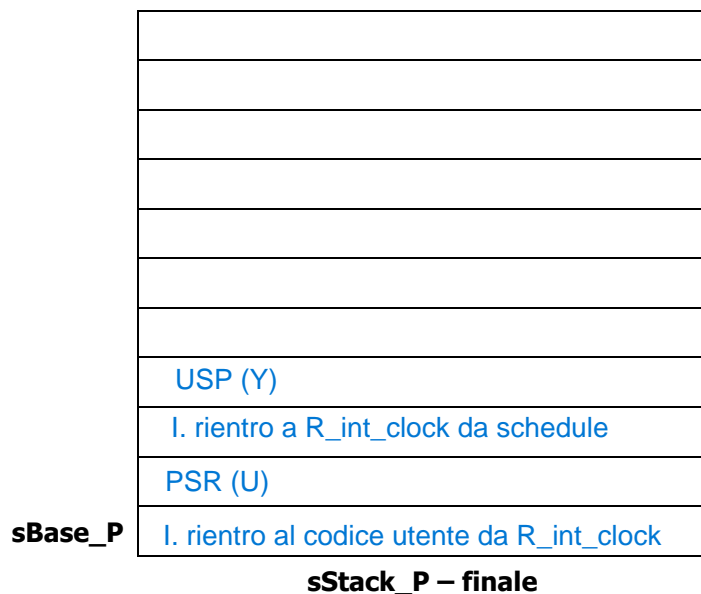 USP (Y)
I. rientro a R_int_clock da schedule
PSR (U)
sBase_P
I. rientro al codice utente da R_int_clock
sStack_P – finale